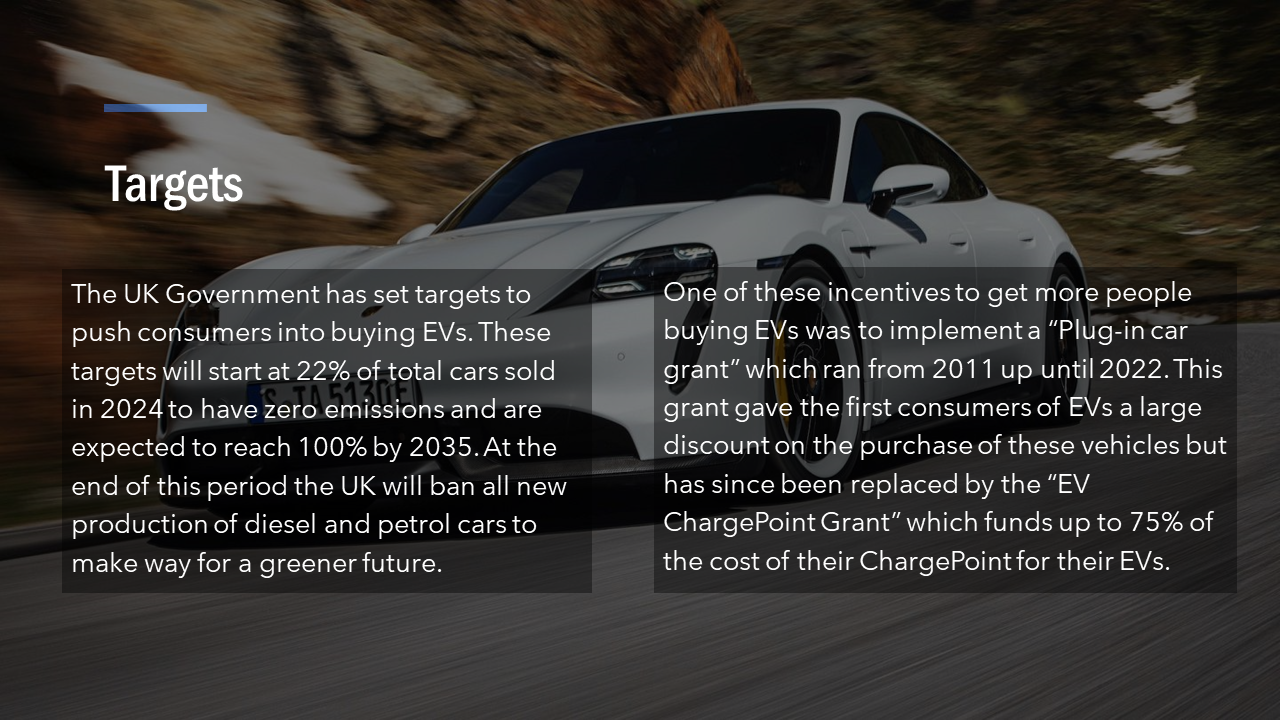 Targets
The UK Government has set targets to
push consumers into buying EVs. These
targets will start at 22% of total cars sold
in 2024 to have zero emissions and are
expected to reach 100% by 2035. At the
end of this period the UK will ban all new
production of diesel and petrol cars to
make way for a greener future.
One of these incentives to get more people
buying EVs was to implement a “Plug-in car
grant” which ran from 2011 up until 2022. This
grant gave the first consumers of EVs a large
discount on the purchase of these vehicles but
has since been replaced by the “EV
ChargePoint Grant” which funds up to 75% of
the cost of their ChargePoint for their EVs.